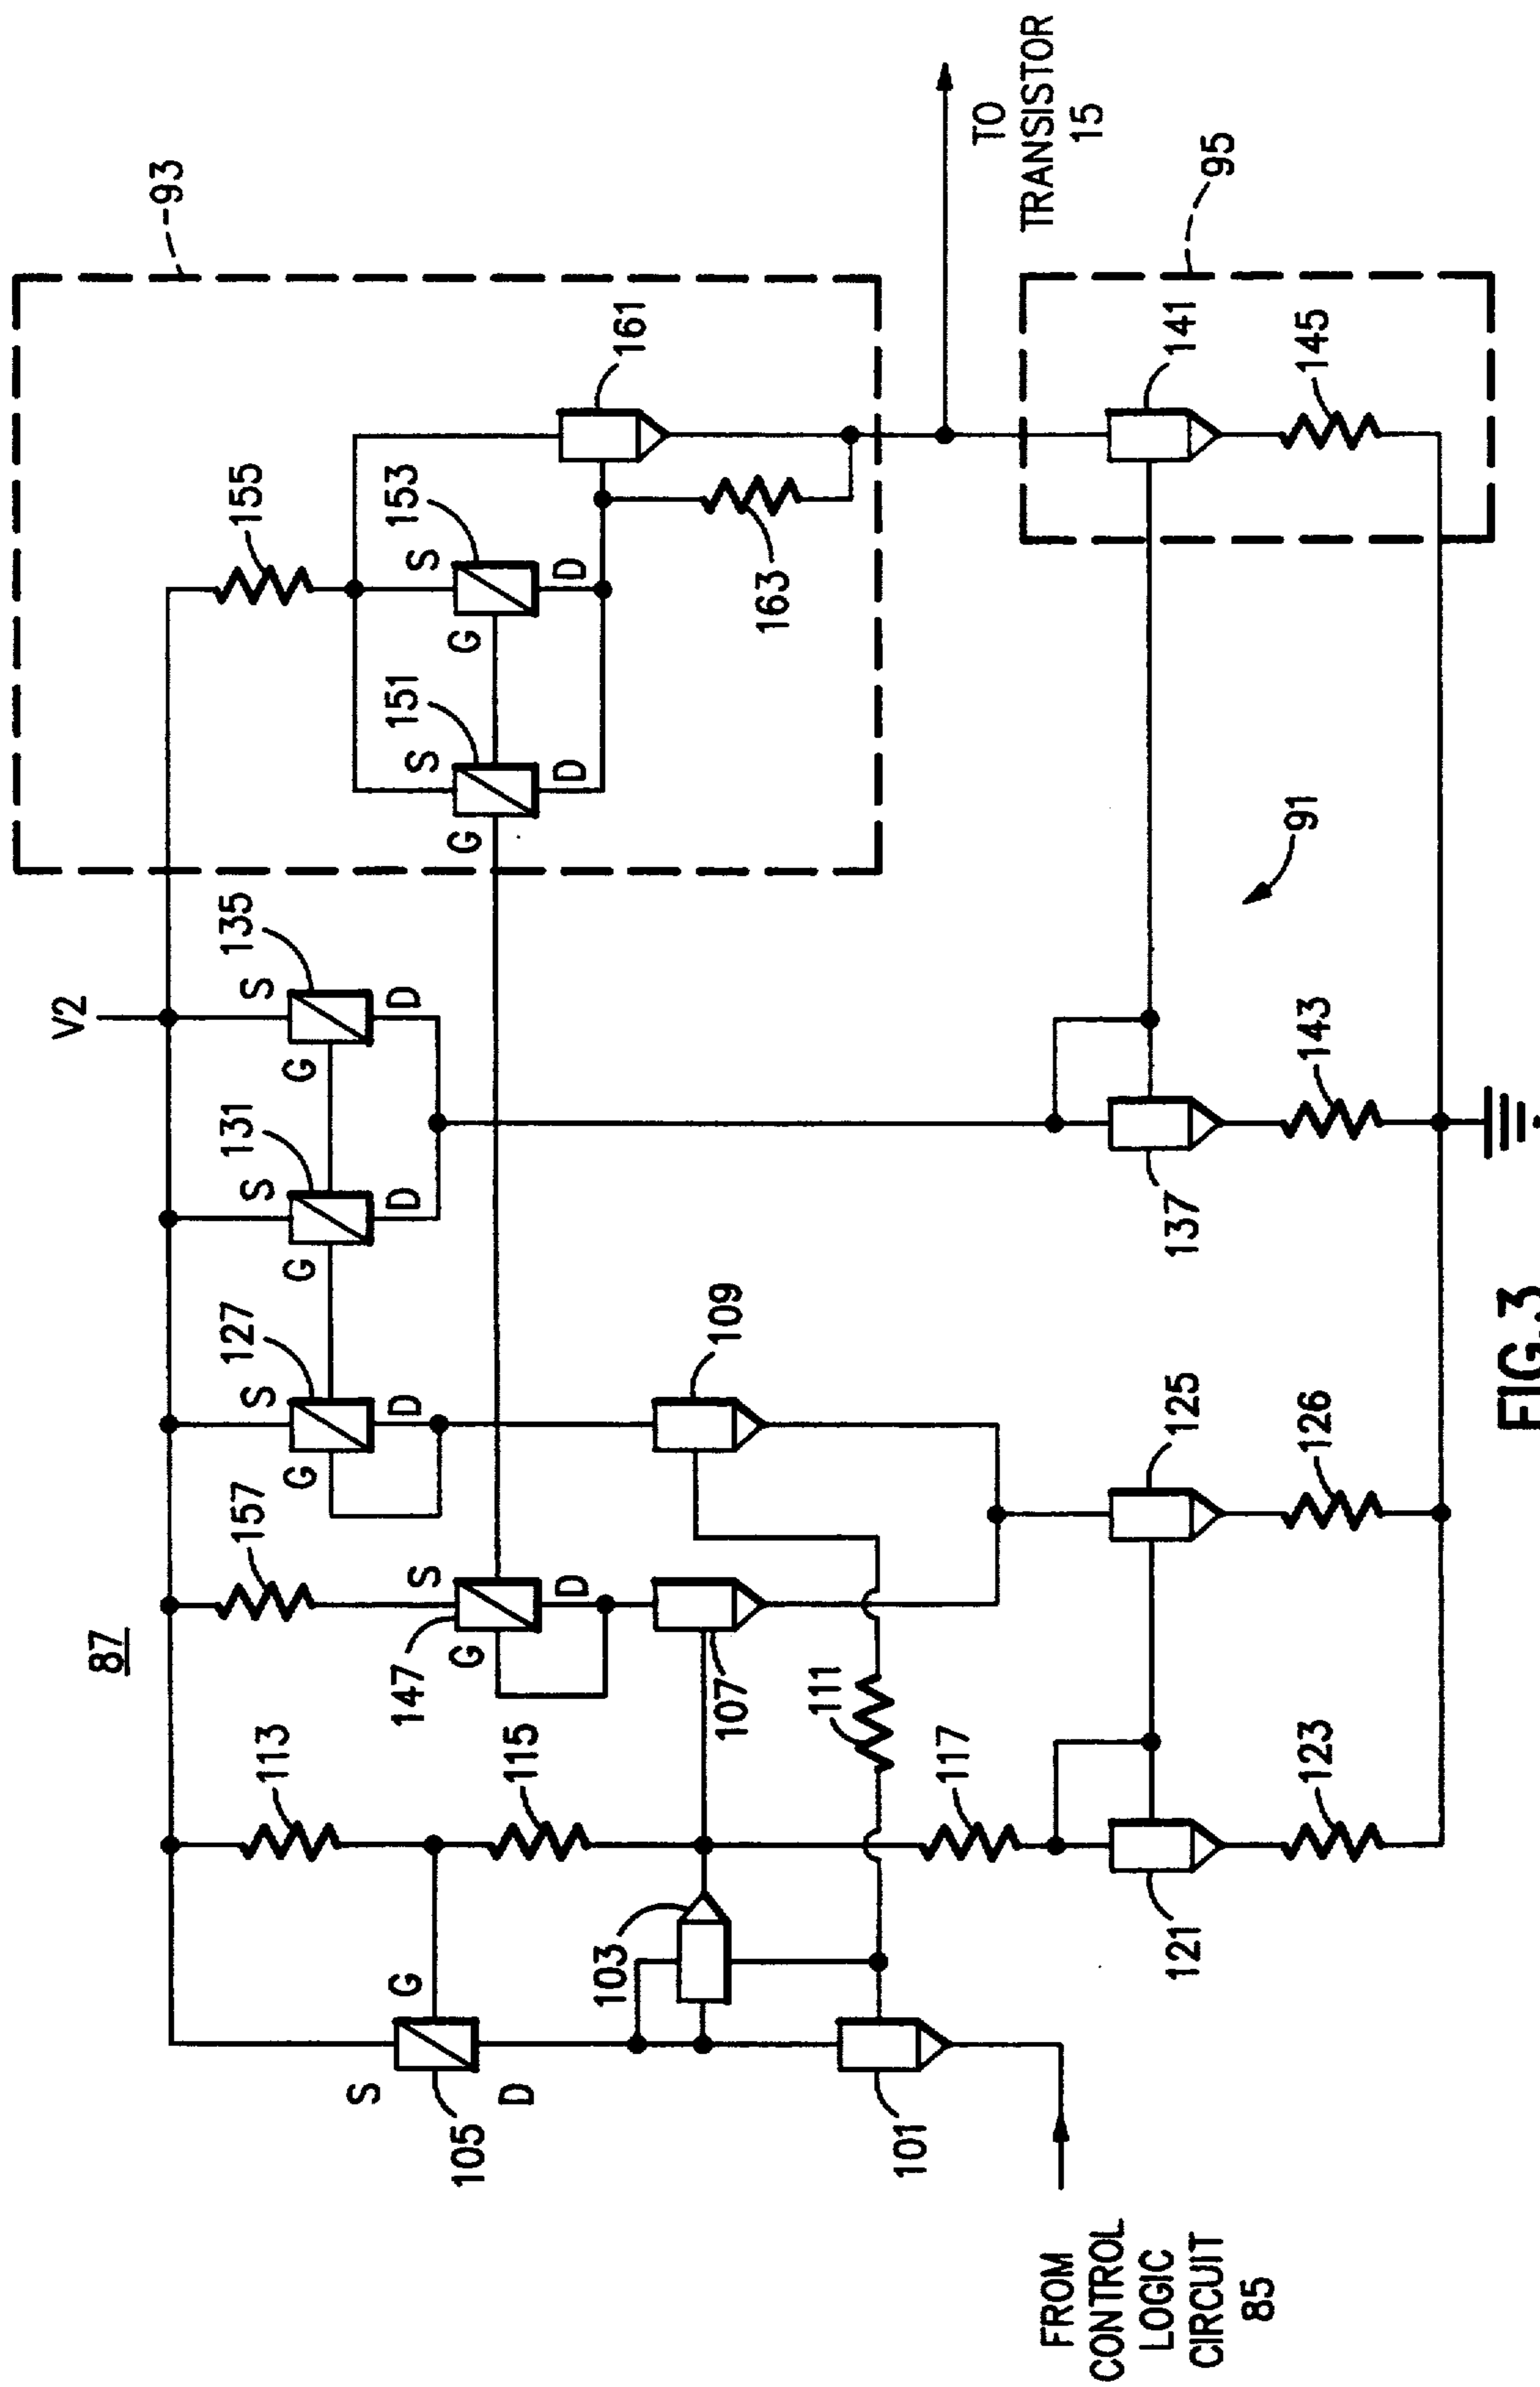 87
V2
93
113
157
127
131
135
155
S
G
S
G
S
G
S
D
D
D
S
G
D
105
115
147
S
G
D
151
S
G
D
153
S
G
D
161
163
103
107
109
111
101
117
TO
TRANSISTOR
15
FROM
CONTROL
LOGIC
CIRCUIT
85
121
125
137
91
141
95
123
126
143
145
FIG.3